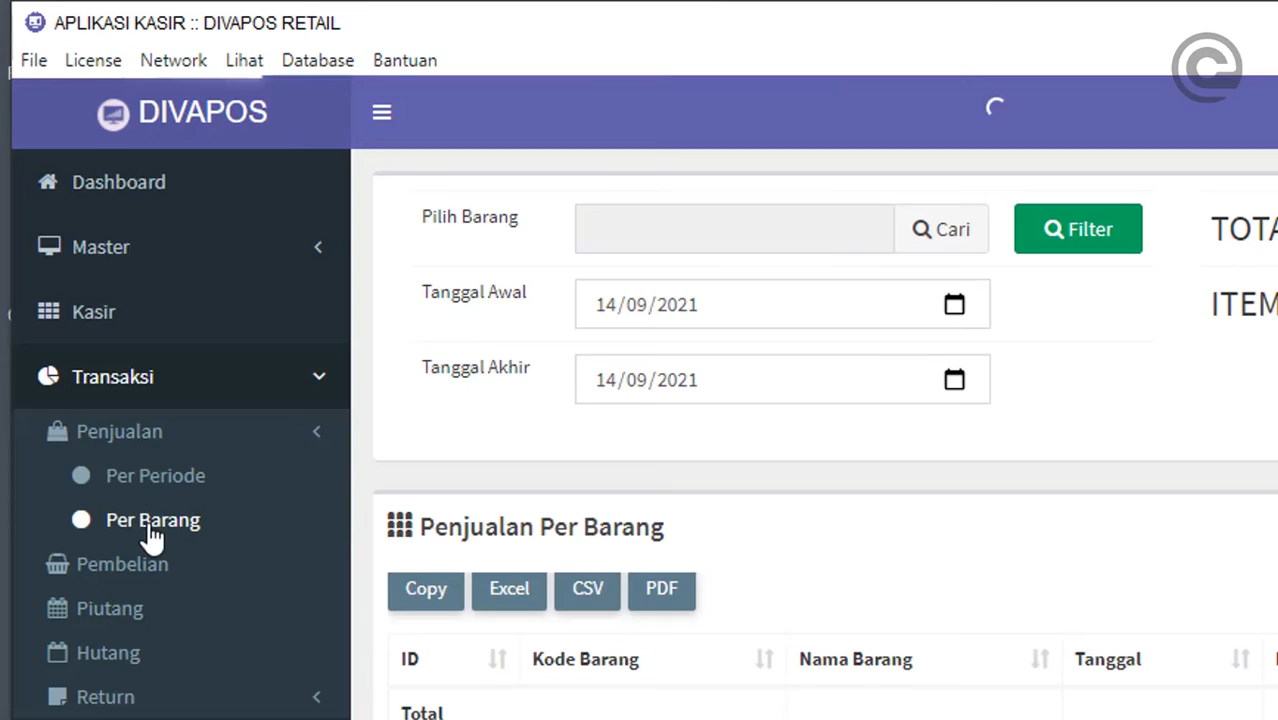 APLIKASI KASIR :: DIVAPOS RETAIL
File License Network Lihat Database Bantuan
DIVAPOS
Dashboard
Master
Kasir
Transaksi
Penjualan
Per Periode
Per Barang
Pembelian
Piutang
Hutang
Return
Pilih Barang Cari Filter
Tanggal Awal 14/09/2021
Tanggal Akhir 14/09/2021
ITEM
Penjualan Per Barang
Copy Excel CSV PDF
ID Kode Barang Nama Barang Tanggal
Total